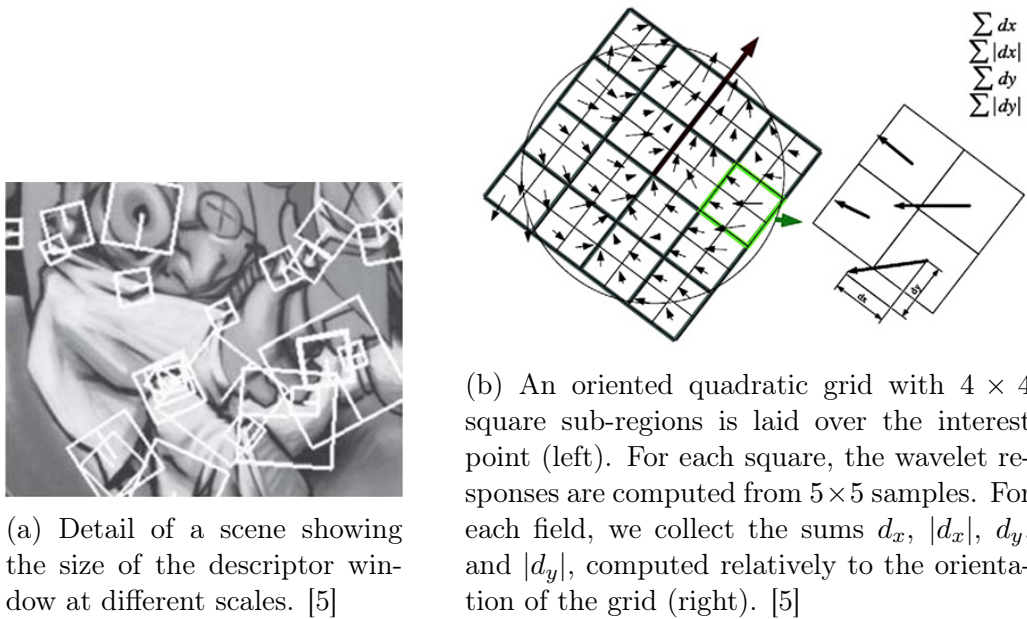 ∑ dx
∑ |dx|
∑ dy
∑ |dy|
dx
dy
(a) Detail of a scene showing
the size of the descriptor win-
dow at different scales. [5]
(b) An oriented quadratic grid with 4 × 4
square sub-regions is laid over the interest
point (left). For each square, the wavelet re-
sponses are computed from 5×5 samples. For
each field, we collect the sums dₓ, |dₓ|, d_y,
and |d_y|, computed relatively to the orienta-
tion of the grid (right). [5]